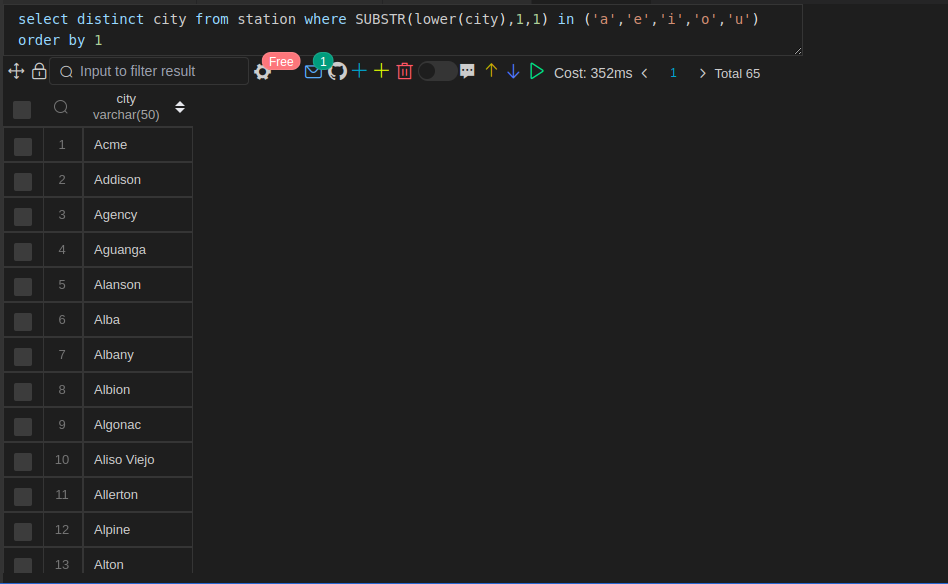 select distinct city from station where SUBSTR(lower(city),1,1) in ('a','e','i','o','u')
order by 1
Input to filter result Free 1 Cost: 352ms 1 Total 65
city
varchar(50)
1 Acme
2 Addison
3 Agency
4 Aguanga
5 Alanson
6 Alba
7 Albany
8 Albion
9 Algonac
10 Aliso Viejo
11 Allerton
12 Alpine
13 Alton